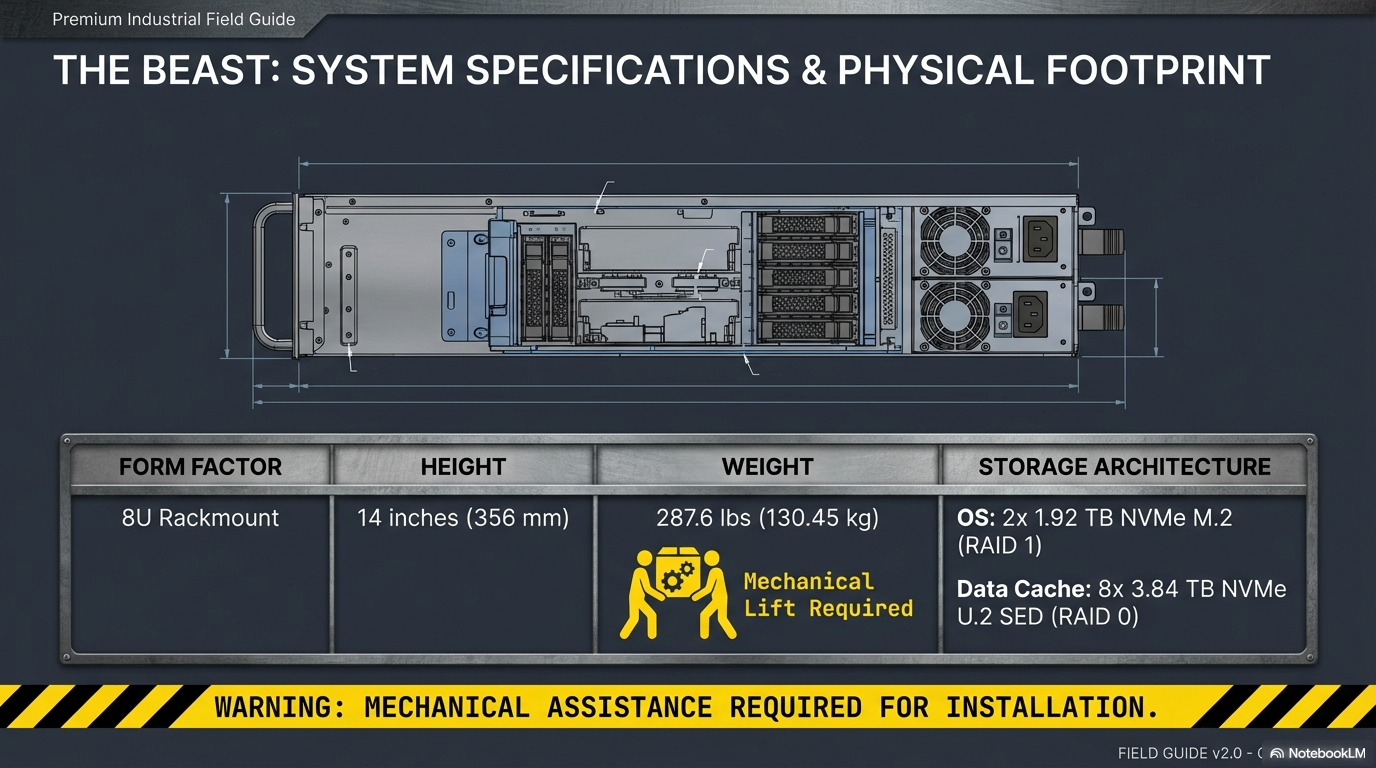 Premium Industrial Field Guide
THE BEAST: SYSTEM SPECIFICATIONS & PHYSICAL FOOTPRINT
FORM FACTOR
HEIGHT
WEIGHT
STORAGE ARCHITECTURE
8U Rackmount
14 inches (356 mm)
287.6 lbs (130.45 kg)
Mechanical
Lift Required
OS: 2x 1.92 TB NVMe M.2
(RAID 1)
Data Cache: 8x 3.84 TB NVMe
U.2 SED (RAID 0)
WARNING: MECHANICAL ASSISTANCE REQUIRED FOR INSTALLATION.
FIELD GUIDE v2.0 -
NotebookLM